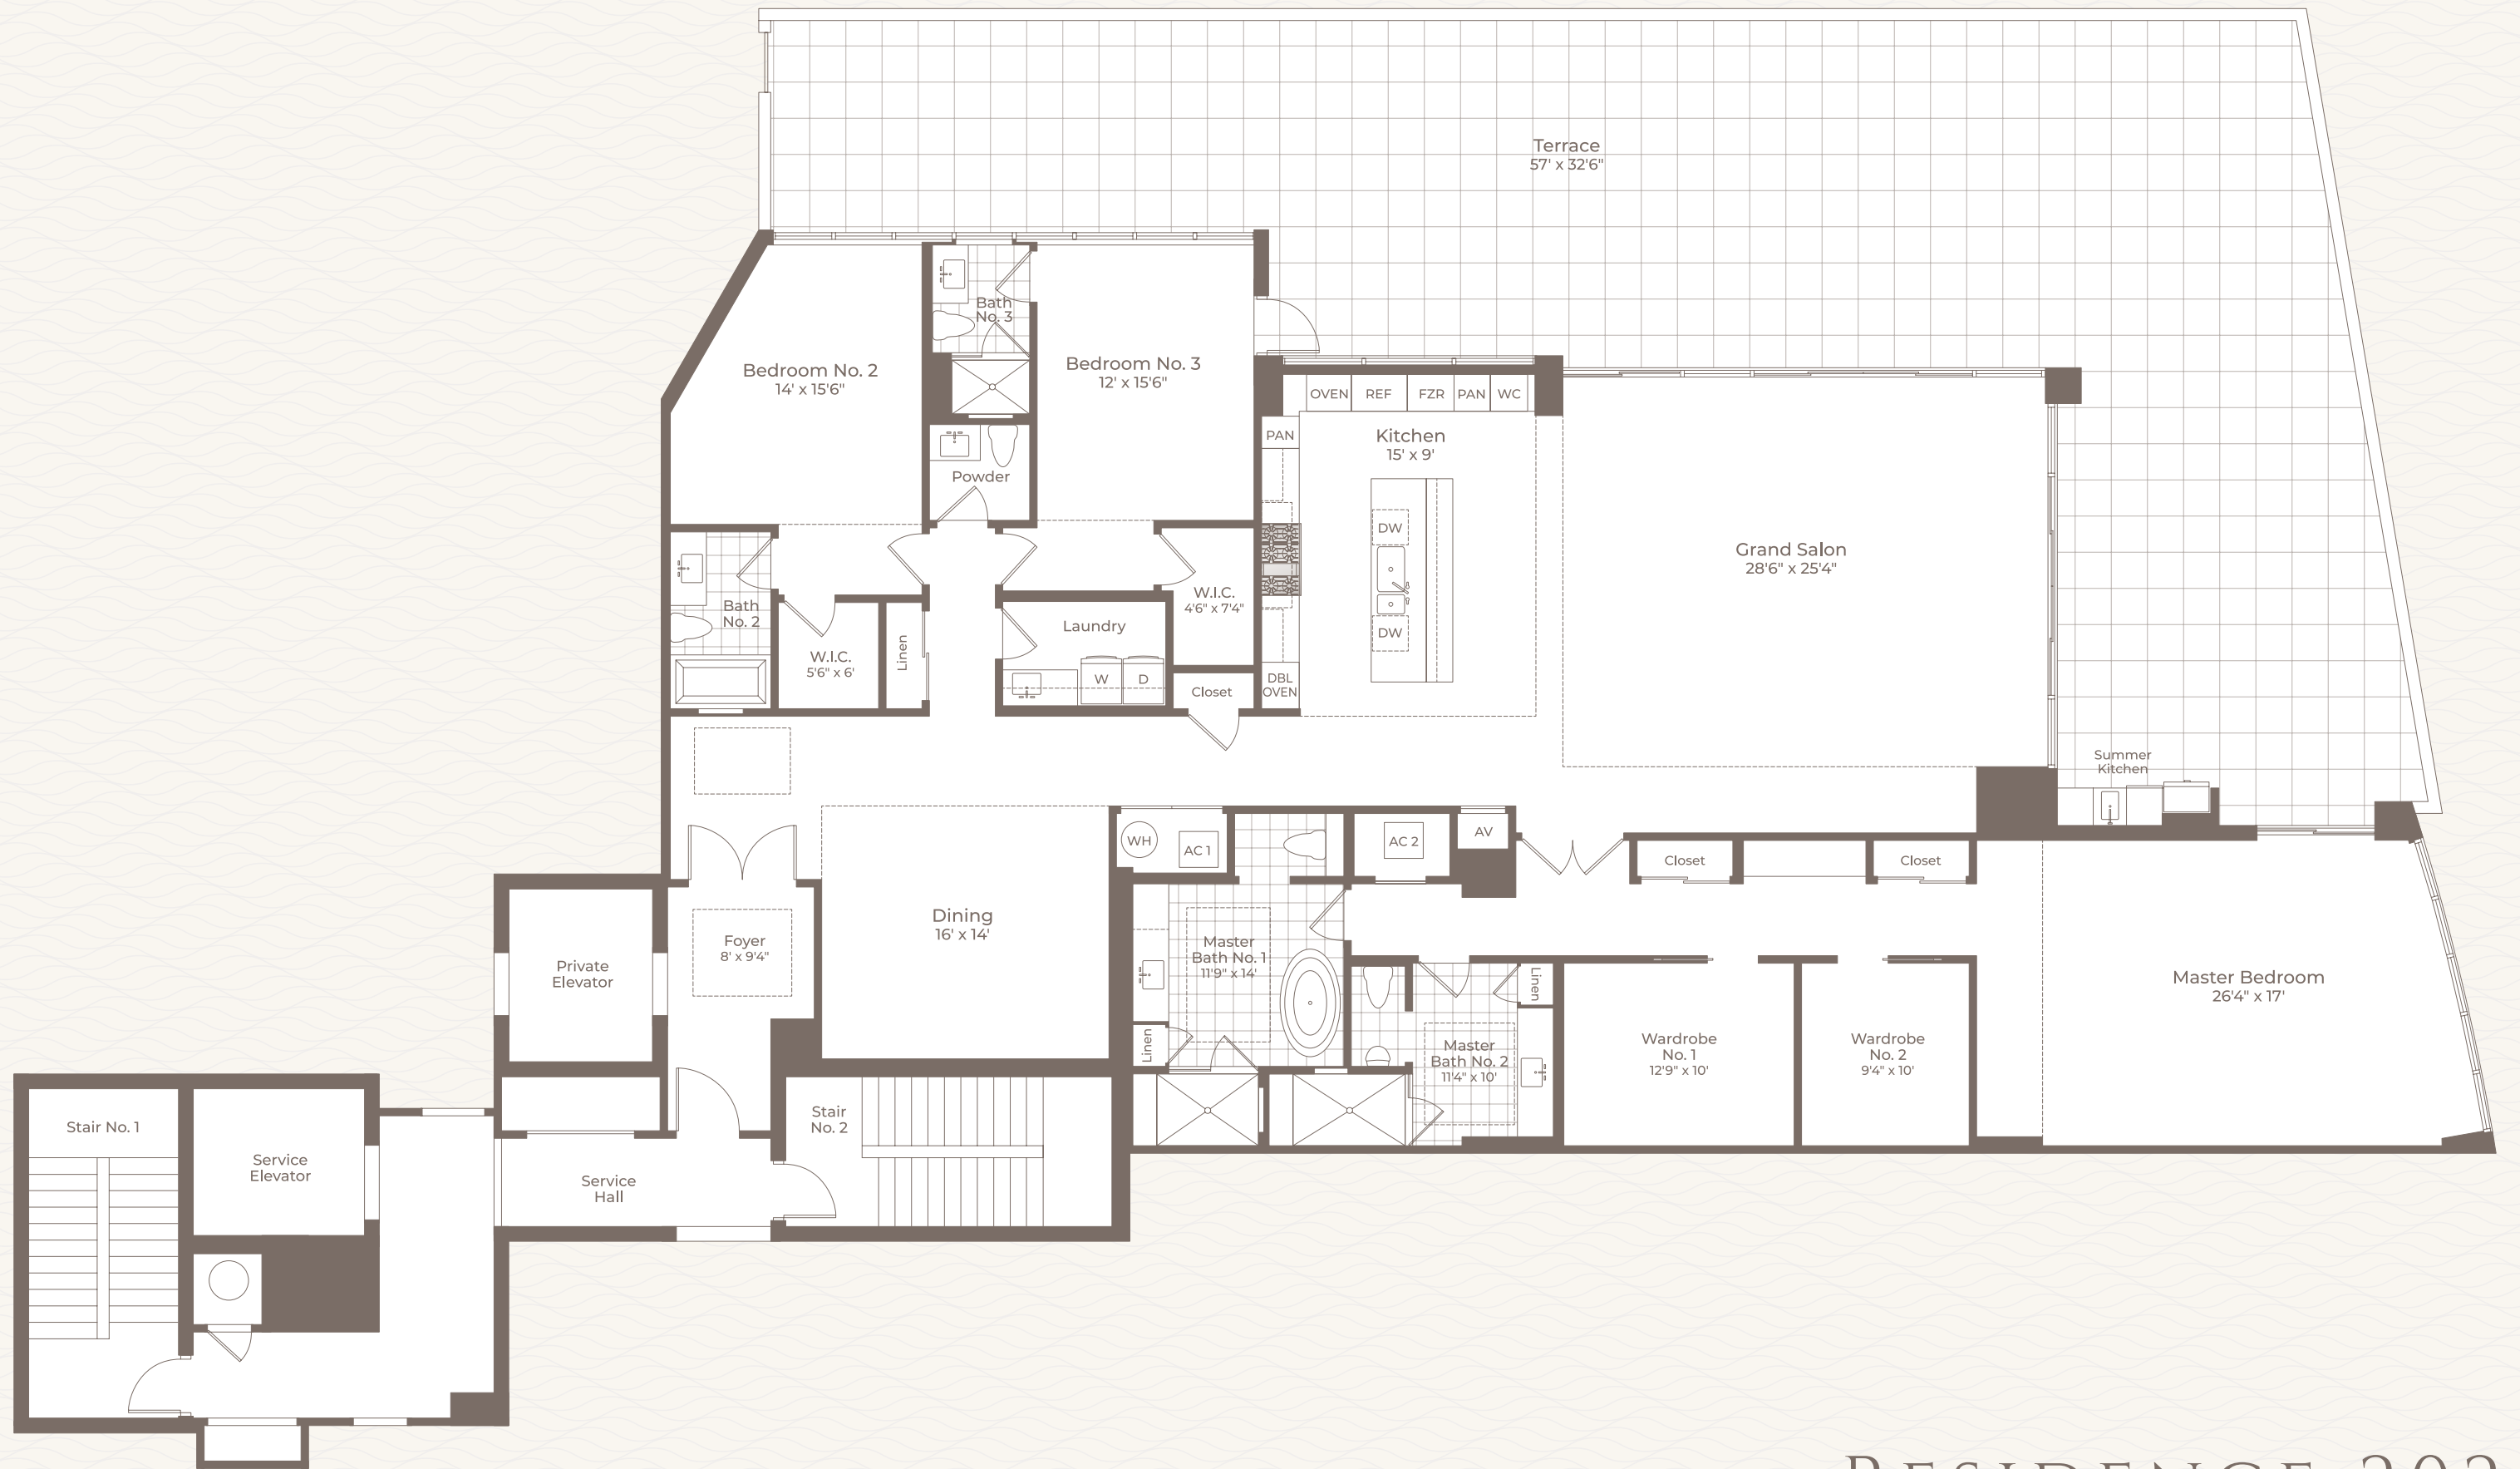 Terrace
57' x 32'6"
Bath
No. 3
Bedroom No. 2
14' x 15'6"
Bedroom No. 3
12' x 15'6"
OVEN
REF
FZR
PAN
WC
PAN
Kitchen
15' x 9'
Powder
DW
Grand Salon
28'6" x 25'4"
Bath
No. 2
W.I.C.
4'6" x 7'4"
Laundry
DW
W.I.C.
5'6" x 6'
Linen
W
D
Closet
DBL
OVEN
Summer
Kitchen
WH
AC 1
AC 2
AV
Closet
Closet
Dining
16' x 14'
Foyer
8' x 9'4"
Private
Elevator
Master
Bath No. 1
11'9" x 14'
Linen
Master Bedroom
26'4" x 17'
Linen
Master
Bath No. 2
11'4" x 10'
Wardrobe
No. 1
12'9" x 10'
Wardrobe
No. 2
9'4" x 10'
Stair No. 1
Stair
No. 2
Service
Elevator
Service
Hall